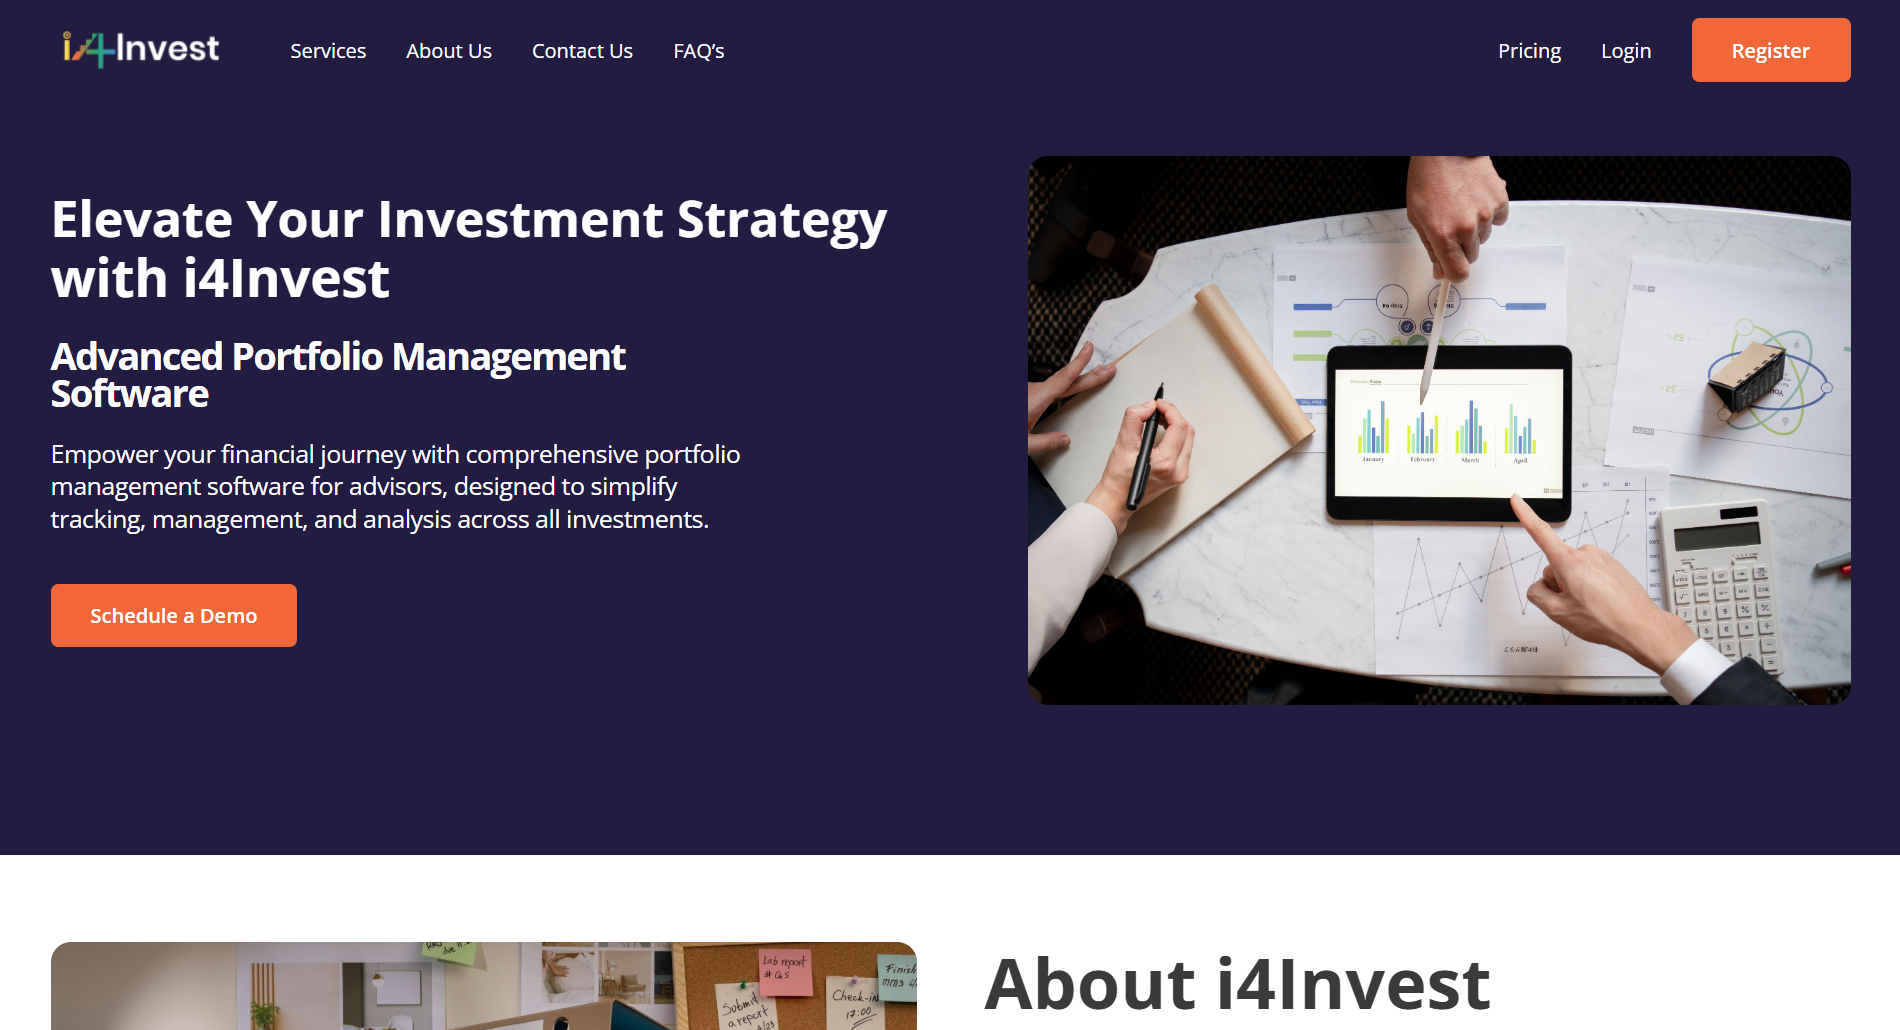 i4Invest
Services
About Us
Contact Us
FAQ’s
Pricing
Login
Register
Elevate Your Investment Strategy
with i4Invest
Advanced Portfolio Management
Software
Empower your financial journey with comprehensive portfolio
management software for advisors, designed to simplify
tracking, management, and analysis across all investments.
Schedule a Demo
January
February
March
April
About i4Invest
Lab report
# Ch5
Finish
Submit
a report
Check-in
17:00